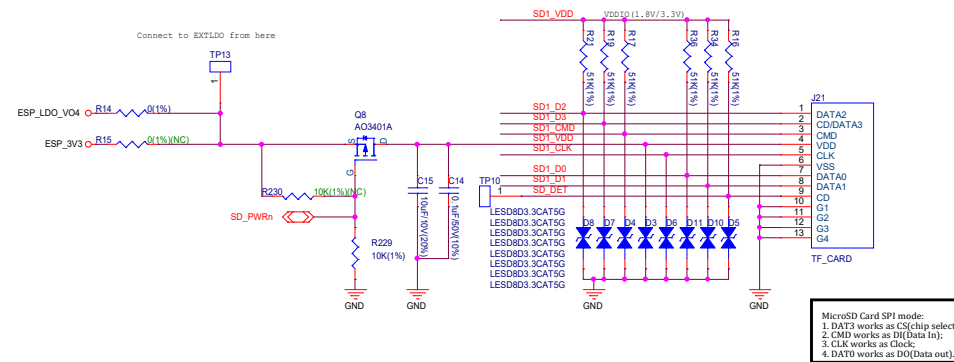 SD1_VDD
VDDIO(1.8V/3.3V)
Connect to EXTLDO from here
TP13
1
R21
R19
R17
R36
R34
R16
51K(1%)
51K(1%)
51K(1%)
51K(1%)
51K(1%)
51K(1%)
ESP_LDO_VO4
R14
0(1%)
ESP_3V3
R15
0(1%)(NC)
Q8
AO3401A
S
D
G
SD1_D2
SD1_D3
SD1_CMD
SD1_VDD
SD1_CLK
SD1_D0
SD1_D1
SD_DET
TP10
1
J21
1
DATA2
2
CD/DATA3
3
CMD
4
VDD
5
CLK
6
VSS
7
DATA0
8
DATA1
9
CD
10
G1
11
G2
12
G3
13
G4
TF_CARD
R230
10K(1%)(NC)
SD_PWRn
R229
10K(1%)
C15
10uF/10V(20%)
C14
0.1uF/50V(10%)
LESD8D3.3CAT5G
LESD8D3.3CAT5G
LESD8D3.3CAT5G
LESD8D3.3CAT5G
LESD8D3.3CAT5G
LESD8D3.3CAT5G
LESD8D3.3CAT5G
LESD8D3.3CAT5G
D8
D7
D4
D3
D6
D11
D10
D5
GND
GND
GND
GND
MicroSD Card SPI mode:
1. DAT3 works as CS(chip select
2. CMD works as DI(Data In);
3. CLK works as Clock;
4. DAT0 works as DO(Data out).